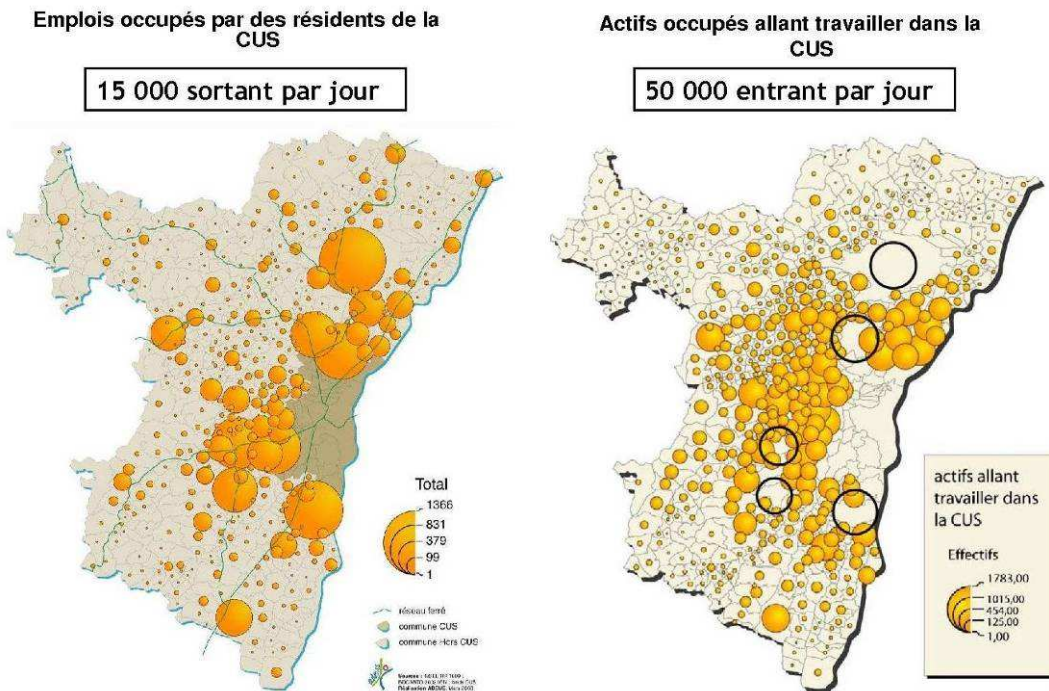 Emplois occupés par des résidents de la
CUS
15 000 sortant par jour
Total
1366
831
379
99
1
réseau ferré
commune CUS
commune Hors CUS
Actifs occupés allant travailler dans la
CUS
50 000 entrant par jour
actifs allant
travailler dans
la CUS
Effectifs
1783,00
1015,00
454,00
125,00
1,00